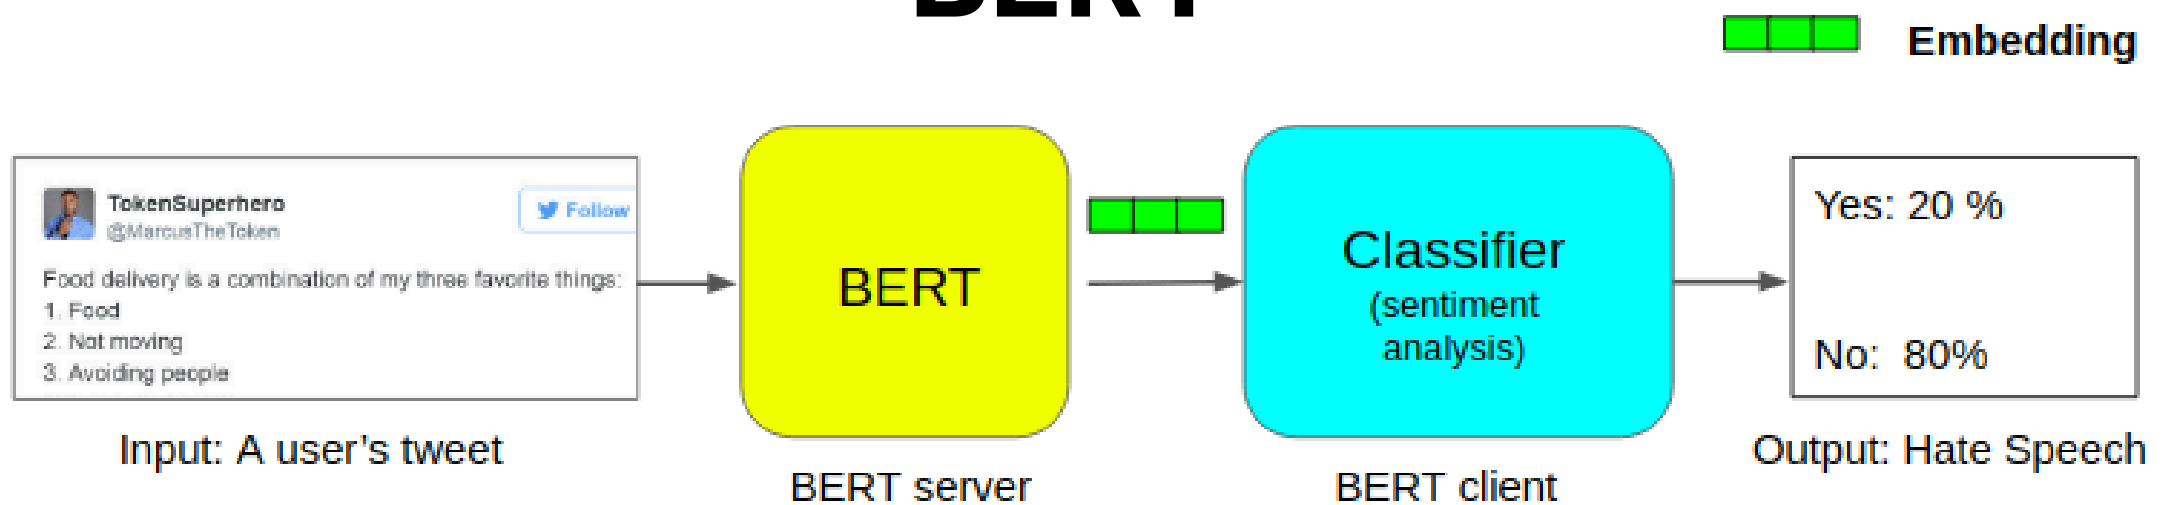 BERT
Embedding
TokenSuperhero
@MarcusTheToken
Follow
Food delivery is a combination of my three favorite things:
1. Food
2. Not moving
3. Avoiding people
Input: A user's tweet
BERT
BERT server
Classifier
(sentiment
analysis)
BERT client
Yes: 20 %
No: 80%
Output: Hate Speech